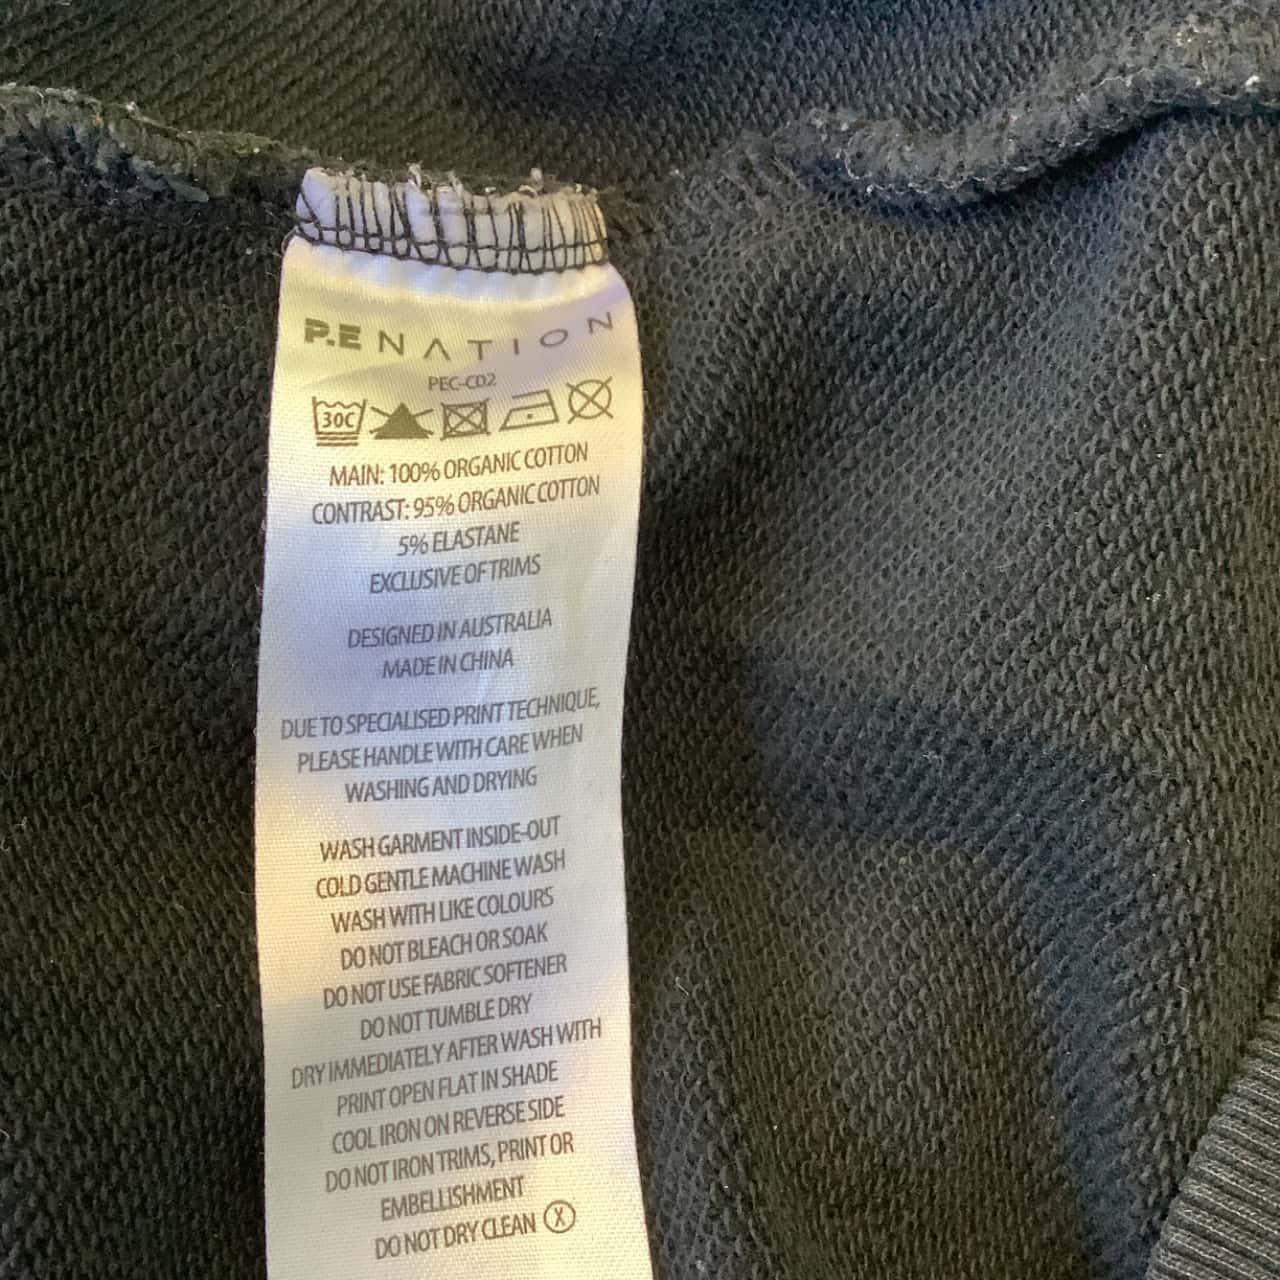 P.E NATION
PEC-C02
30C
MAIN: 100% ORGANIC COTTON
CONTRAST: 95% ORGANIC COTTON
5% ELASTANE
EXCLUSIVE OF TRIMS
DESIGNED IN AUSTRALIA
MADE IN CHINA
DUE TO SPECIALISED PRINT TECHNIQUE,
PLEASE HANDLE WITH CARE WHEN
WASHING AND DRYING
WASH GARMENT INSIDE-OUT
COLD GENTLE MACHINE WASH
WASH WITH LIKE COLOURS
DO NOT BLEACH OR SOAK
DO NOT USE FABRIC SOFTENER
DO NOT TUMBLE DRY
DRY IMMEDIATELY AFTER WASH WITH
PRINT OPEN FLAT IN SHADE
COOL IRON ON REVERSE SIDE
DO NOT IRON TRIMS, PRINT OR
EMBELLISHMENT
DO NOT DRY CLEAN X